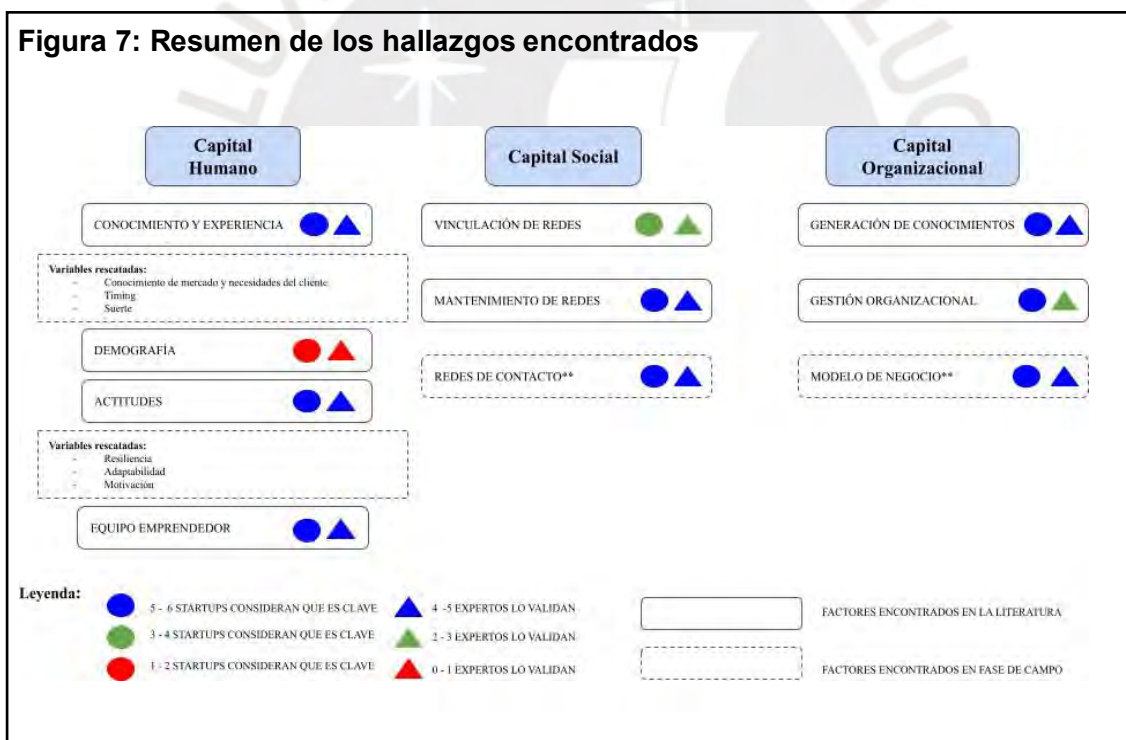 Figura 7: Resumen de los hallazgos encontrados
Capital
Humano
CONOCIMIENTO Y EXPERIENCIA
Variables rescatadas:
- Conocimiento de mercado y necesidades del cliente
- Timing
- Suerte
DEMOGRAFÍA
ACTITUDES
Variables rescatadas:
- Resiliencia
- Adaptabilidad
- Motivación
EQUIPO EMPRENDEDOR
Capital Social
VINCULACIÓN DE REDES
MANTENIMIENTO DE REDES
REDES DE CONTACTO**
Capital
Organizacional
GENERACIÓN DE CONOCIMIENTOS
GESTIÓN ORGANIZACIONAL
MODELO DE NEGOCIO**
Leyenda:
5 - 6 STARTUPS CONSIDERAN QUE ES CLAVE
3 - 4 STARTUPS CONSIDERAN QUE ES CLAVE
1 - 2 STARTUPS CONSIDERAN QUE ES CLAVE
4 -5 EXPERTOS LO VALIDAN
2 - 3 EXPERTOS LO VALIDAN
0 - 1 EXPERTOS LO VALIDAN
FACTORES ENCONTRADOS EN LA LITERATURA
FACTORES ENCONTRADOS EN FASE DE CAMPO